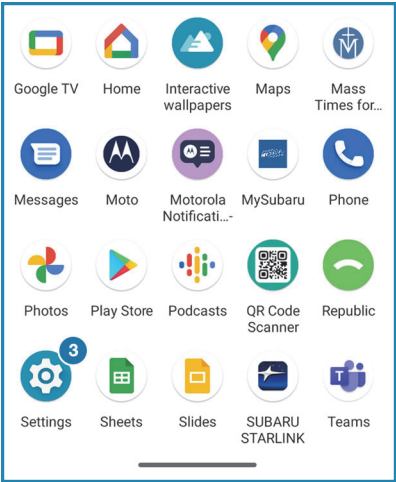 Google TV Home Interactive wallpapers Maps Mass Times for...
Messages Moto Motorola Notificati...- MySubaru Phone
Photos Play Store Podcasts QR Code Scanner Republic
3
Settings Sheets Slides SUBARU STARLINK Teams